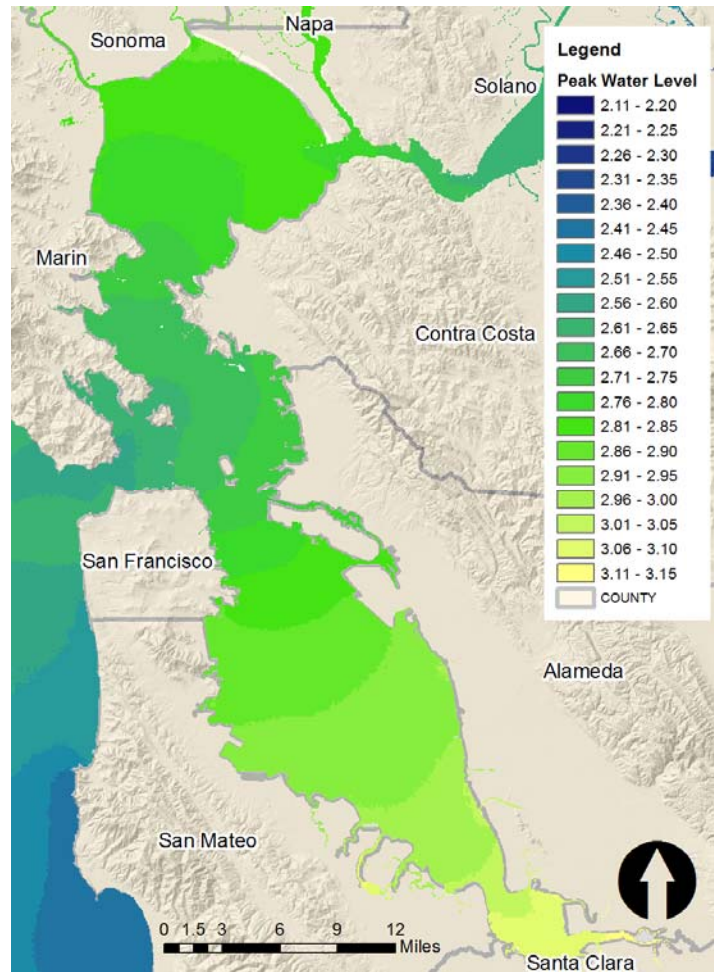 Sonoma
Napa
Solano
Marin
Contra Costa
San Francisco
Alameda
San Mateo
Santa Clara
Legend
Peak Water Level
2.11 - 2.20
2.21 - 2.25
2.26 - 2.30
2.31 - 2.35
2.36 - 2.40
2.41 - 2.45
2.46 - 2.50
2.51 - 2.55
2.56 - 2.60
2.61 - 2.65
2.66 - 2.70
2.71 - 2.75
2.76 - 2.80
2.81 - 2.85
2.86 - 2.90
2.91 - 2.95
2.96 - 3.00
3.01 - 3.05
3.06 - 3.10
3.11 - 3.15
COUNTY
0 1.5 3 6 9 12
Miles